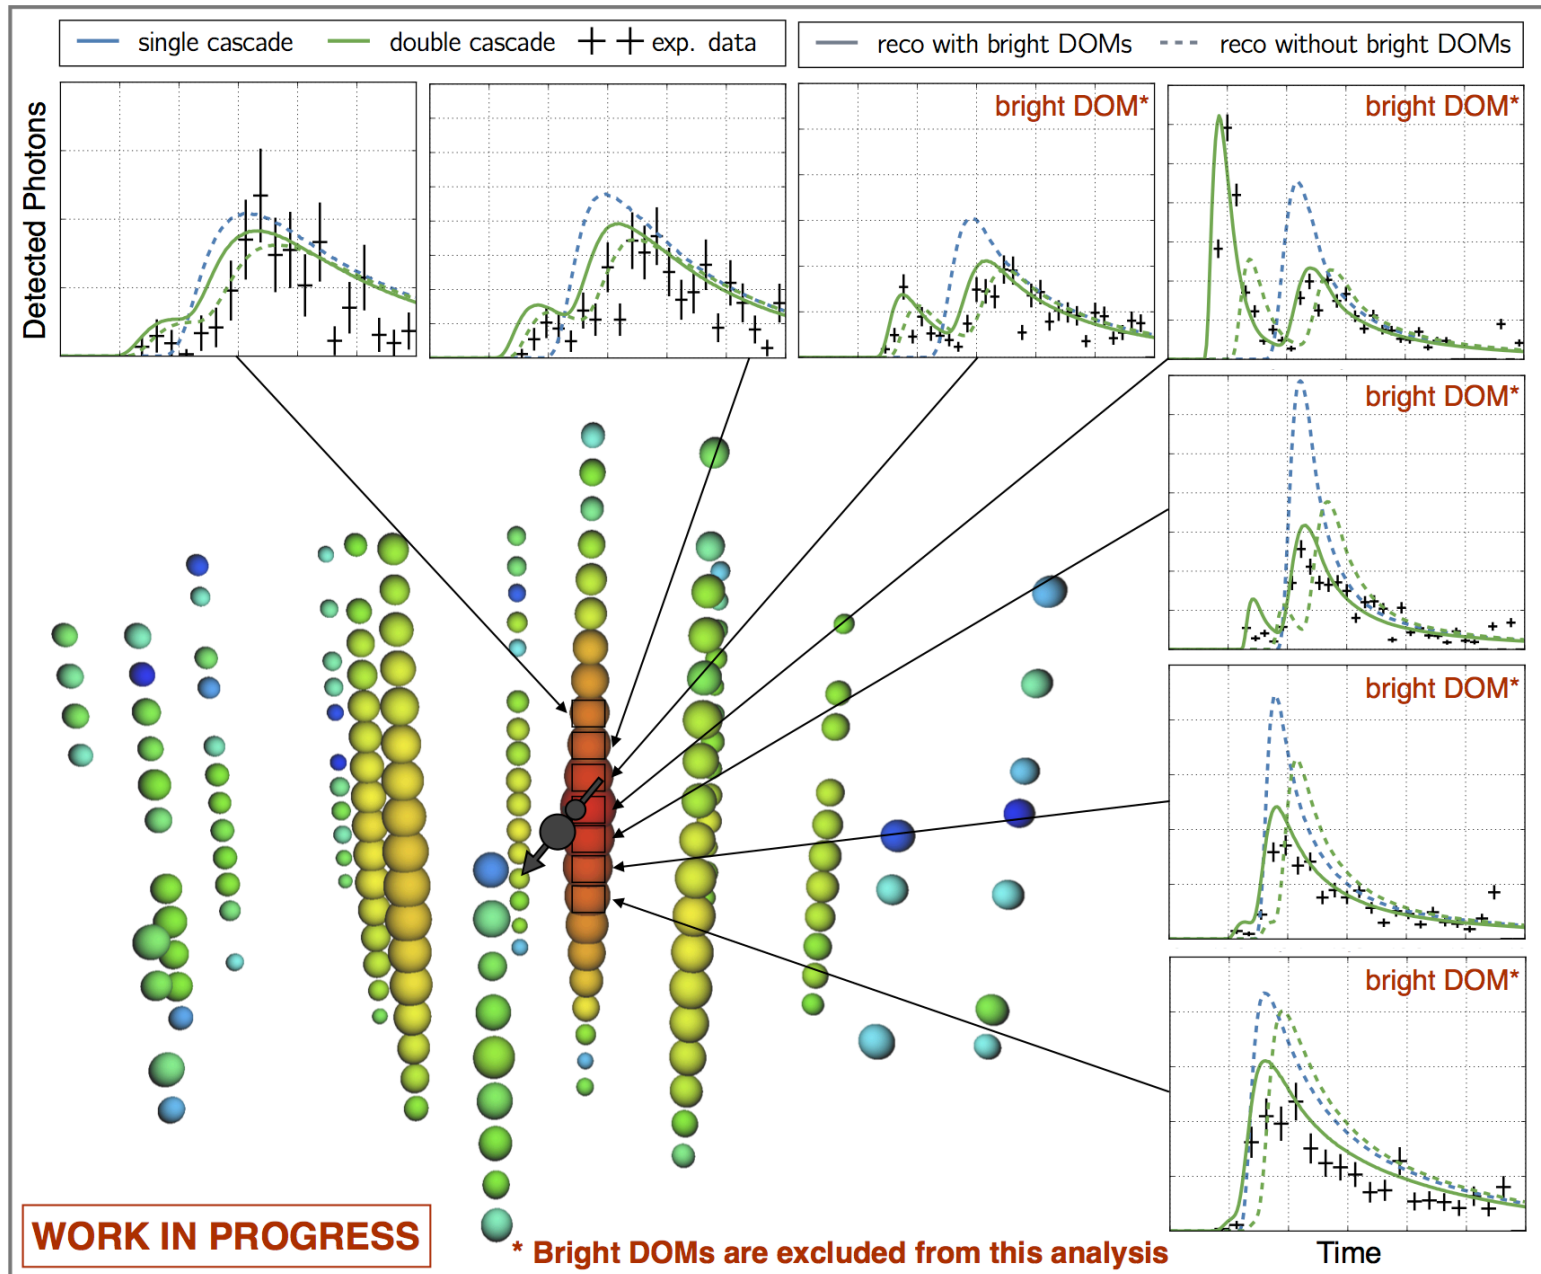 single cascade double cascade exp. data
reco with bright DOMs reco without bright DOMs
Detected Photons
bright DOM*
bright DOM*
bright DOM*
bright DOM*
bright DOM*
WORK IN PROGRESS
* Bright DOMs are excluded from this analysis
Time